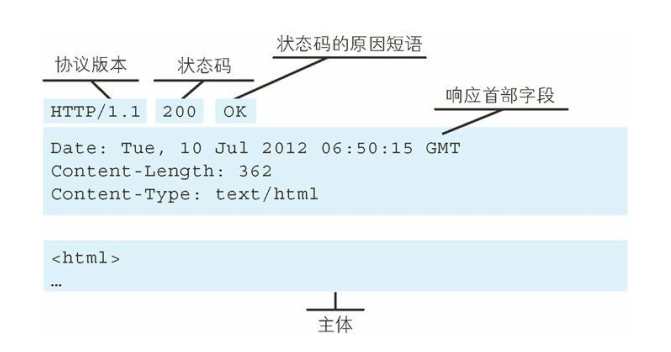 状态码的原因短语
协议版本 状态码
响应首部字段
HTTP/1.1 200 OK
Date: Tue, 10 Jul 2012 06:50:15 GMT
Content-Length: 362
Content-Type: text/html
<html>
…
主体